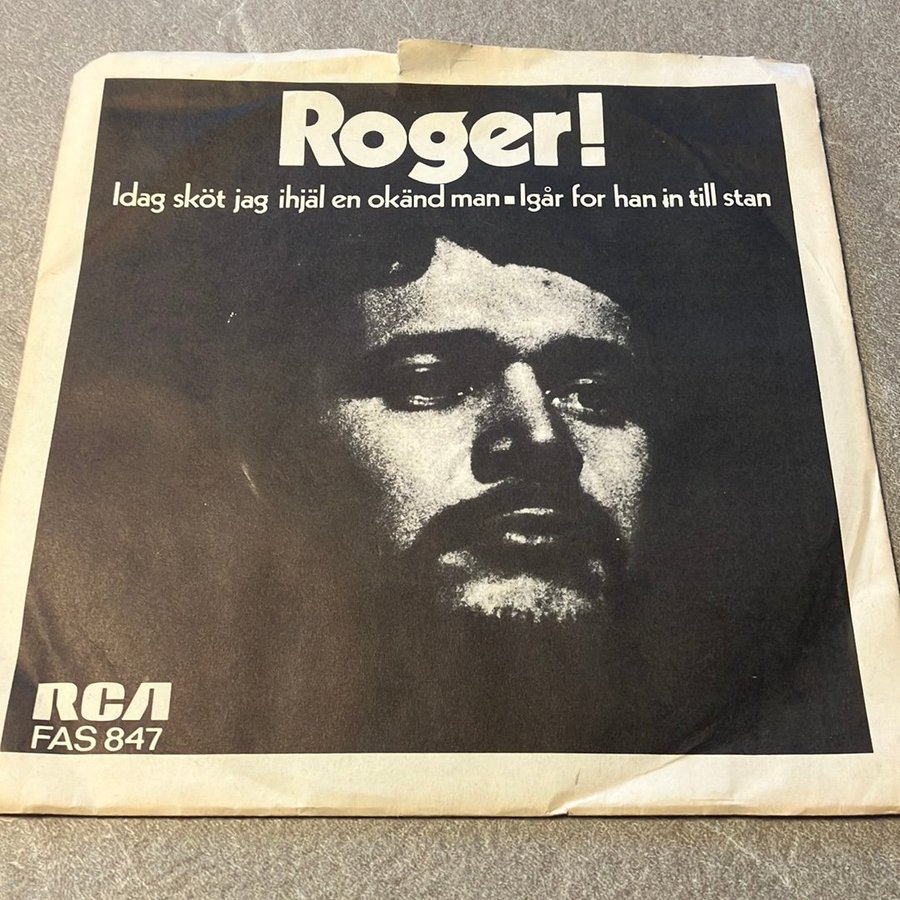 Roger!
Idag sköt jag ihjäl en okänd man ▪ Igår for han in till stan
RCA
FAS 847